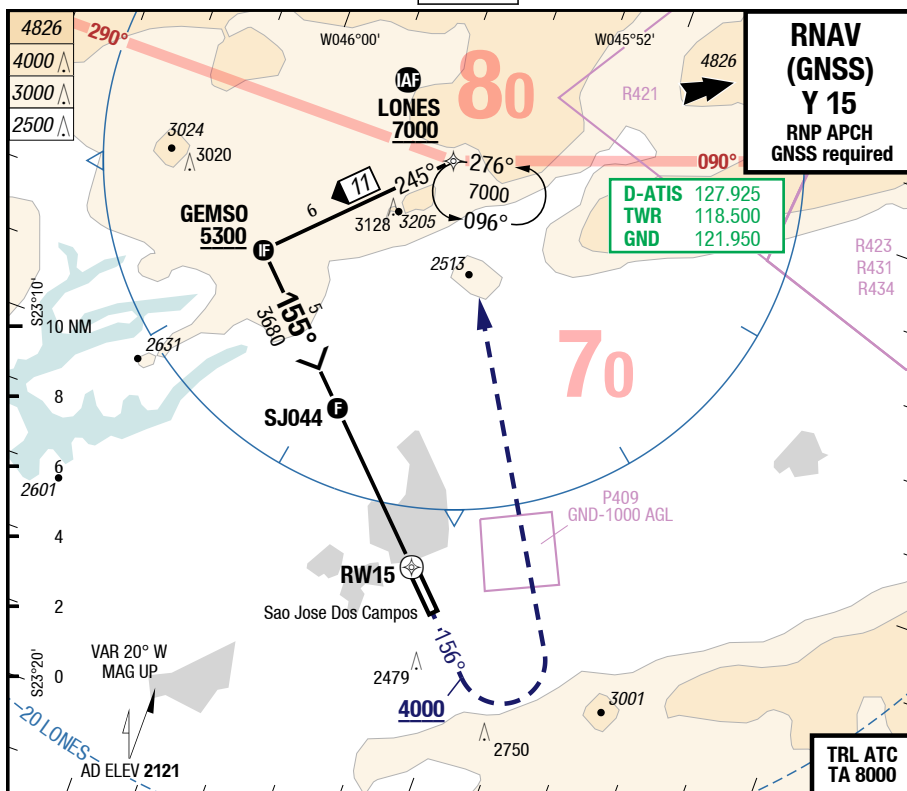 4826
4000
3000
2500
290°
W046°00'
W045°52'
IAF
LONES
7000
80
R421
4826
RNAV
(GNSS)
Y 15
RNP APCH
GNSS required
3024
3020
276°
090°
11
245°
7000
096°
6
3128
3205
D-ATIS 127.925
TWR 118.500
GND 121.950
GEMSO
5300
IF
R423
R431
R434
2513
S23°10'
10 NM
5
155°
3680
2631
70
8
SJ044
F
6
2601
P409
GND-1000 AGL
4
RW15
2
Sao Jose Dos Campos
156°
VAR 20° W
MAG UP
S23°20'
0
2479
4000
3001
20 LONES
2750
AD ELEV 2121
TRL ATC
TA 8000